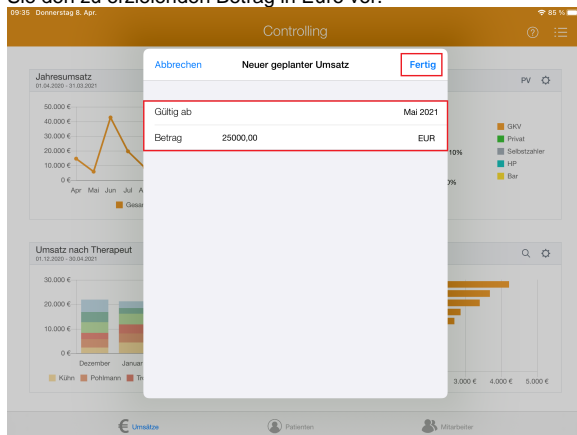 Sie den zu erzielenden Betrag in Euro vor.
09:35 Donnerstag 8. Apr.
85 %
Controlling
Abbrechen
Neuer geplanter Umsatz
Fertig
Jahresumsatz
01.04.2020 - 31.03.2021
PV
Gültig ab
Mai 2021
Betrag
25000,00
EUR
50.000 €
40.000 €
30.000 €
20.000 €
10.000 €
0 €
Apr Mai Jun Jul A
Gesa
10%
0%
GKV
Privat
Selbstzahler
HP
Bar
Umsatz nach Therapeut
01.12.2020 - 30.04.2021
30.000 €
20.000 €
10.000 €
0 €
Dezember Januar
Kühn Pohlmann Tr
3.000 € 4.000 € 5.000 €
Umsätze
Patienten
Mitarbeiter